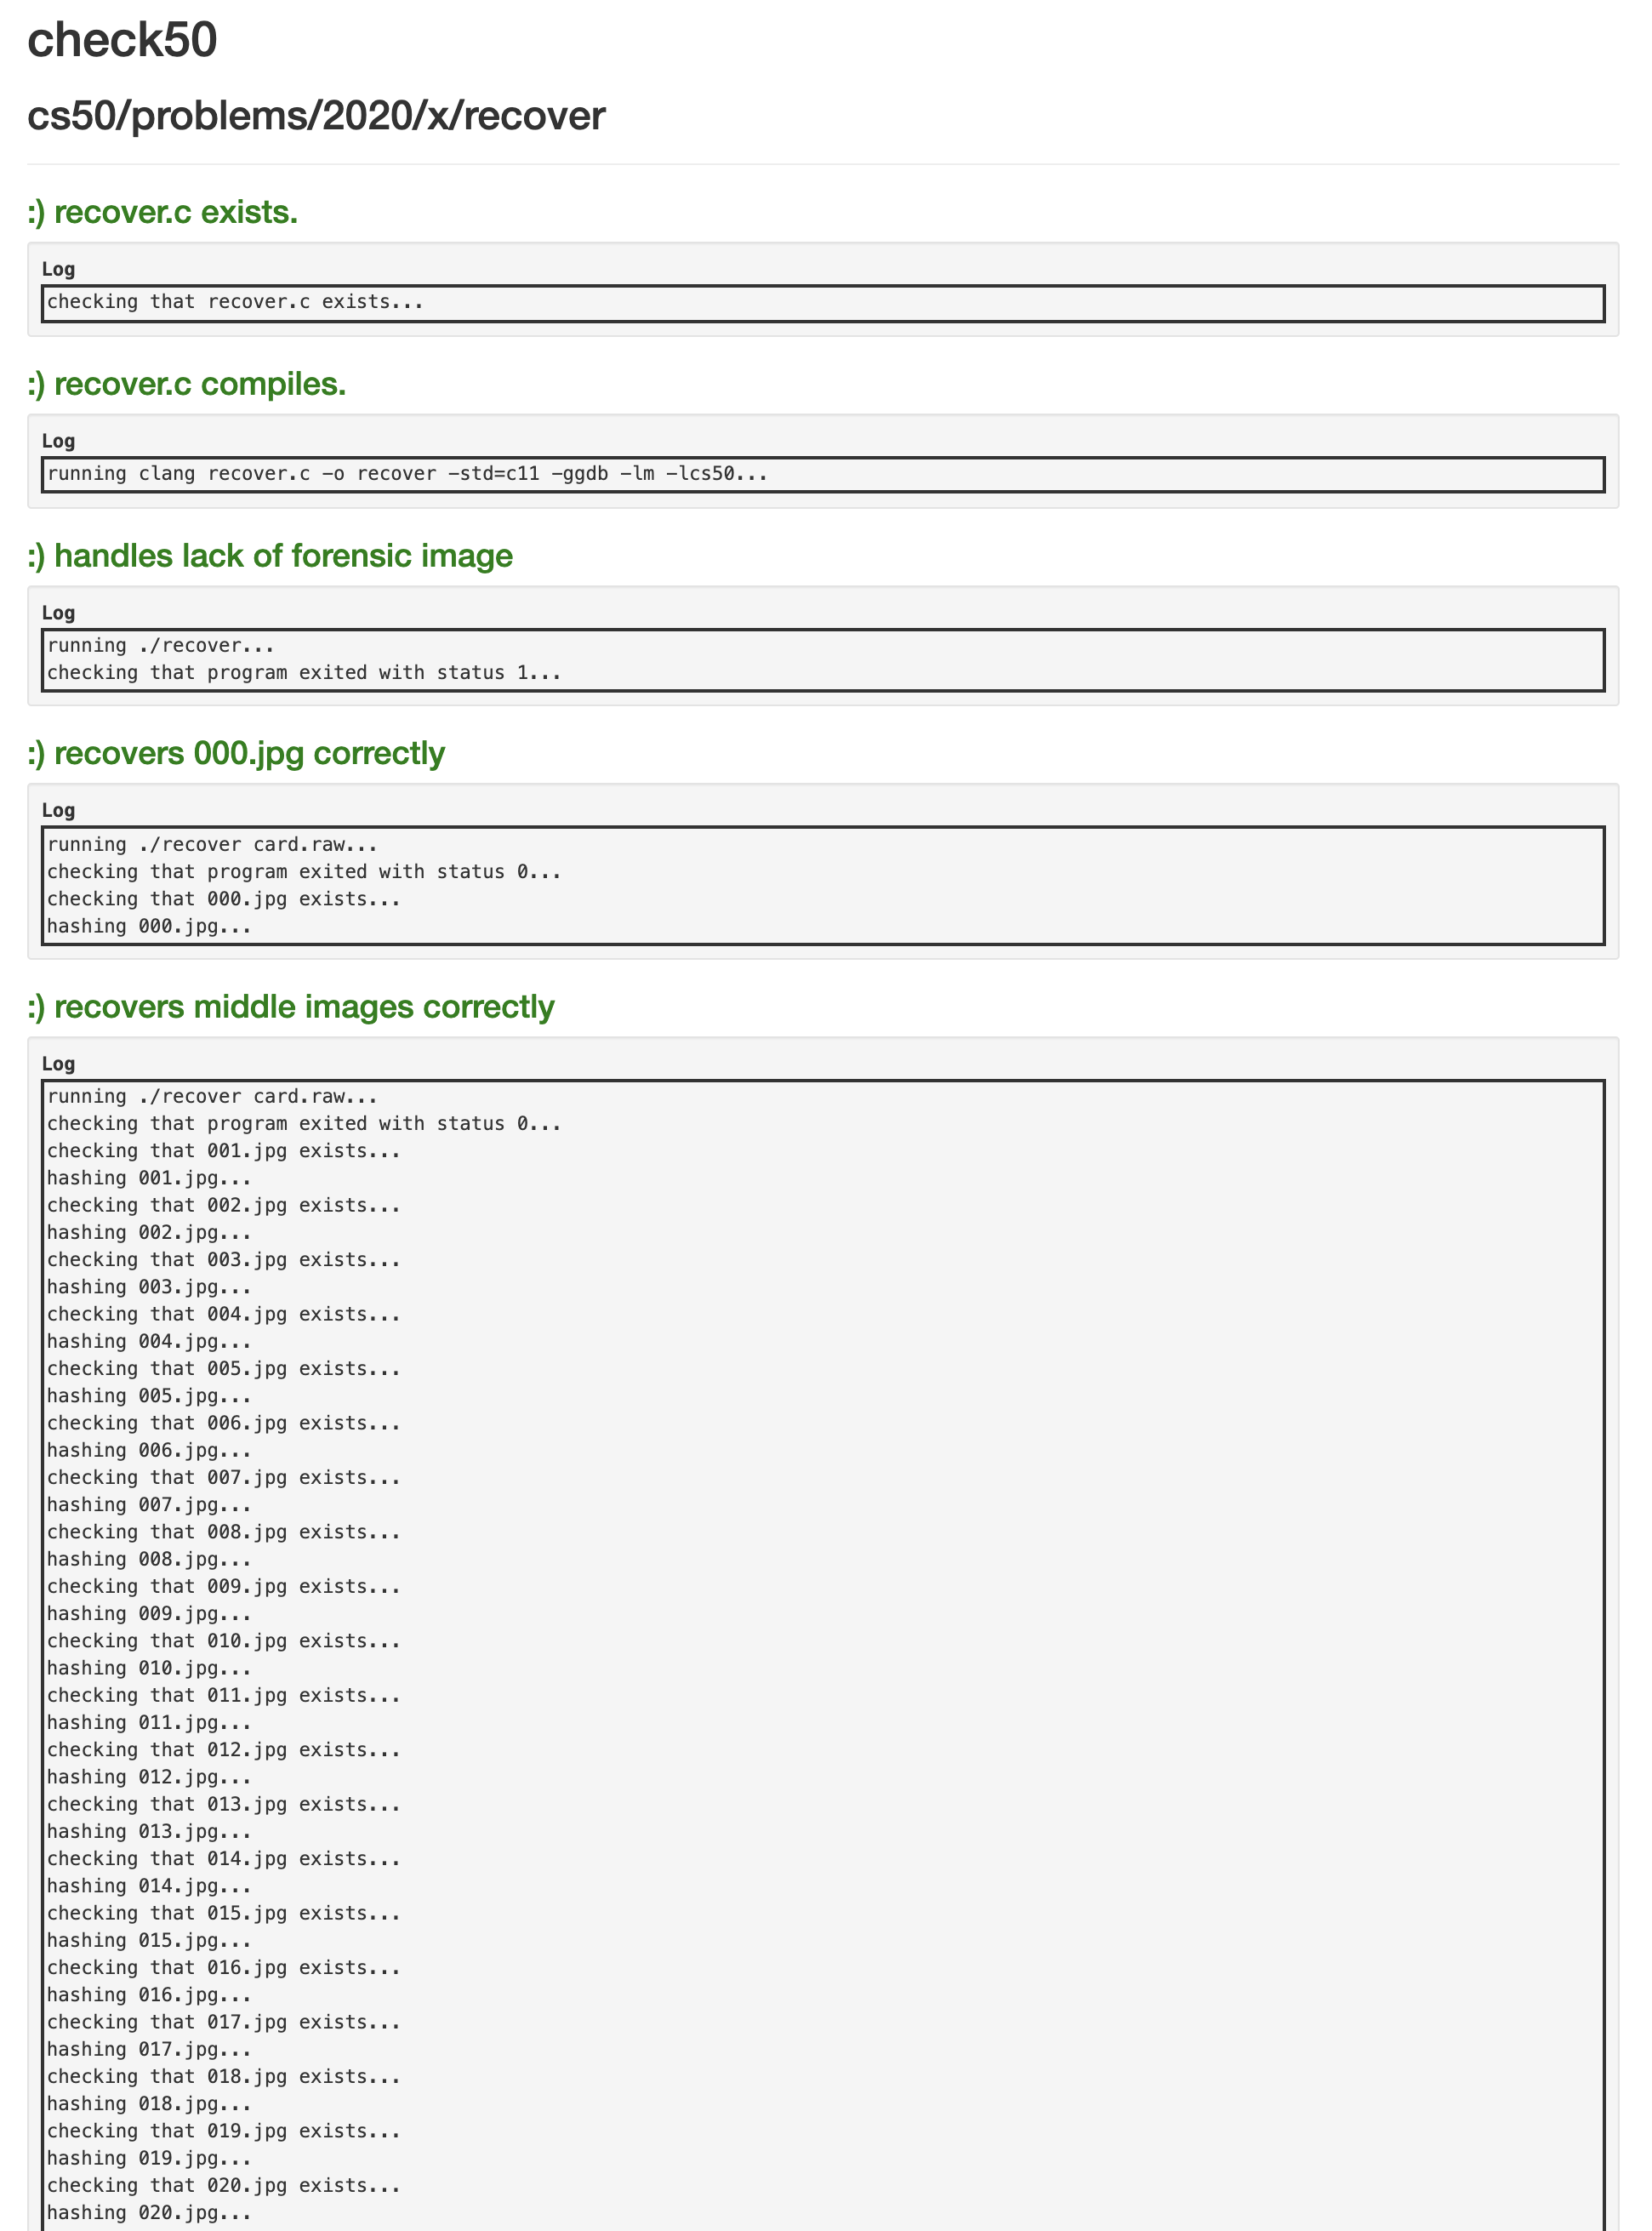 check50
cs50/problems/2020/x/recover
:) recover.c exists.
Log
checking that recover.c exists...
:) recover.c compiles.
Log
running clang recover.c -o recover -std=c11 -ggdb -lm -lcs50...
:) handles lack of forensic image
Log
running ./recover...
checking that program exited with status 1...
:) recovers 000.jpg correctly
Log
running ./recover card.raw...
checking that program exited with status 0...
checking that 000.jpg exists...
hashing 000.jpg...
:) recovers middle images correctly
Log
running ./recover card.raw...
checking that program exited with status 0...
checking that 001.jpg exists...
hashing 001.jpg...
checking that 002.jpg exists...
hashing 002.jpg...
checking that 003.jpg exists...
hashing 003.jpg...
checking that 004.jpg exists...
hashing 004.jpg...
checking that 005.jpg exists...
hashing 005.jpg...
checking that 006.jpg exists...
hashing 006.jpg...
checking that 007.jpg exists...
hashing 007.jpg...
checking that 008.jpg exists...
hashing 008.jpg...
checking that 009.jpg exists...
hashing 009.jpg...
checking that 010.jpg exists...
hashing 010.jpg...
checking that 011.jpg exists...
hashing 011.jpg...
checking that 012.jpg exists...
hashing 012.jpg...
checking that 013.jpg exists...
hashing 013.jpg...
checking that 014.jpg exists...
hashing 014.jpg...
checking that 015.jpg exists...
hashing 015.jpg...
checking that 016.jpg exists...
hashing 016.jpg...
checking that 017.jpg exists...
hashing 017.jpg...
checking that 018.jpg exists...
hashing 018.jpg...
checking that 019.jpg exists...
hashing 019.jpg...
checking that 020.jpg exists...
hashing 020.jpg...